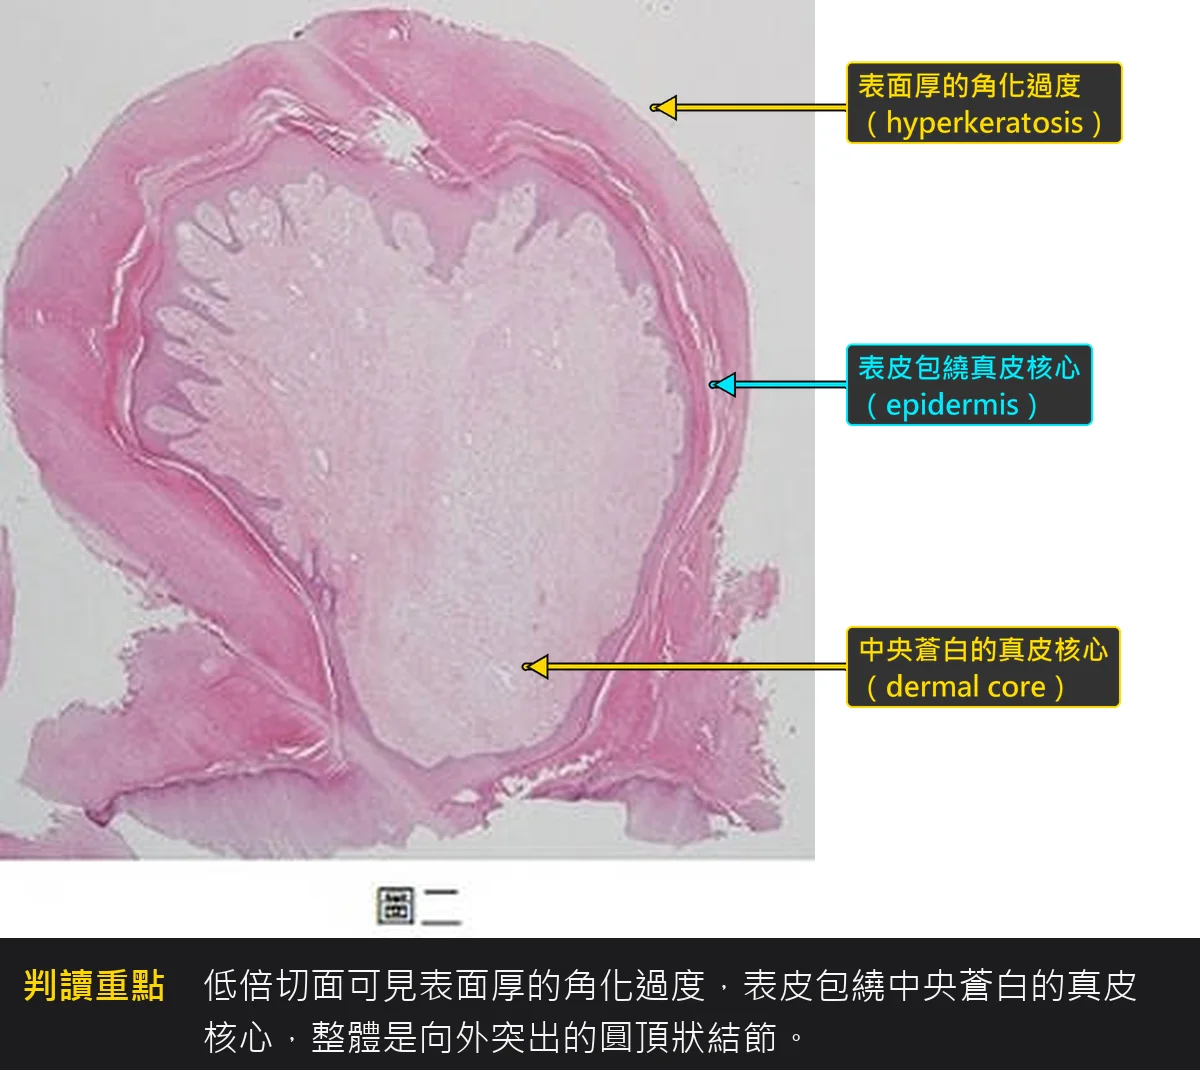 表面厚的角化過度
（hyperkeratosis）
表皮包繞真皮核心
（epidermis）
中央蒼白的真皮核心
（dermal core）
圖二
判讀重點
低倍切面可見表面厚的角化過度，表皮包繞中央蒼白的真皮
核心，整體是向外突出的圓頂狀結節。